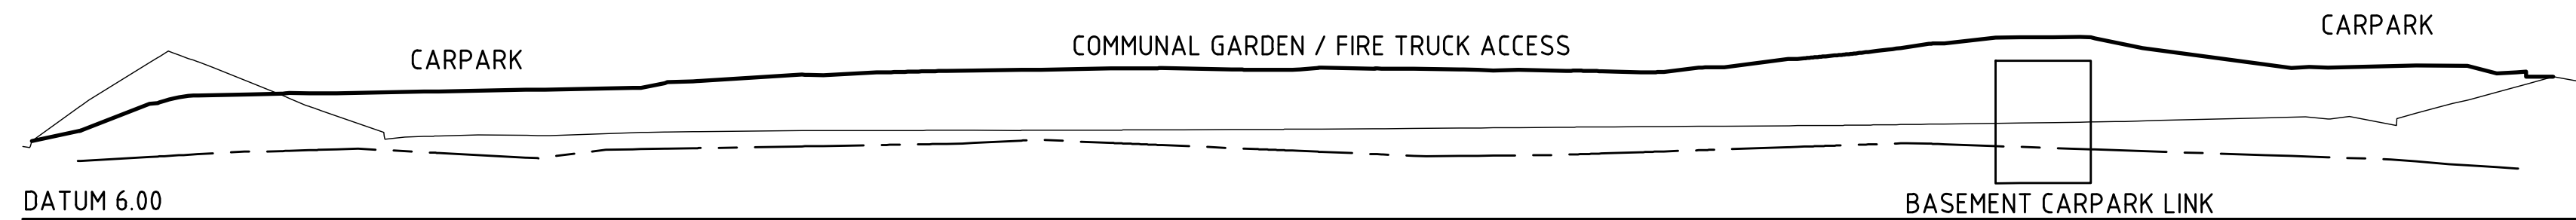 CARPARK
COMMUNAL GARDEN / FIRE TRUCK ACCESS
CARPARK
DATUM 6.00
BASEMENT CARPARK LINK